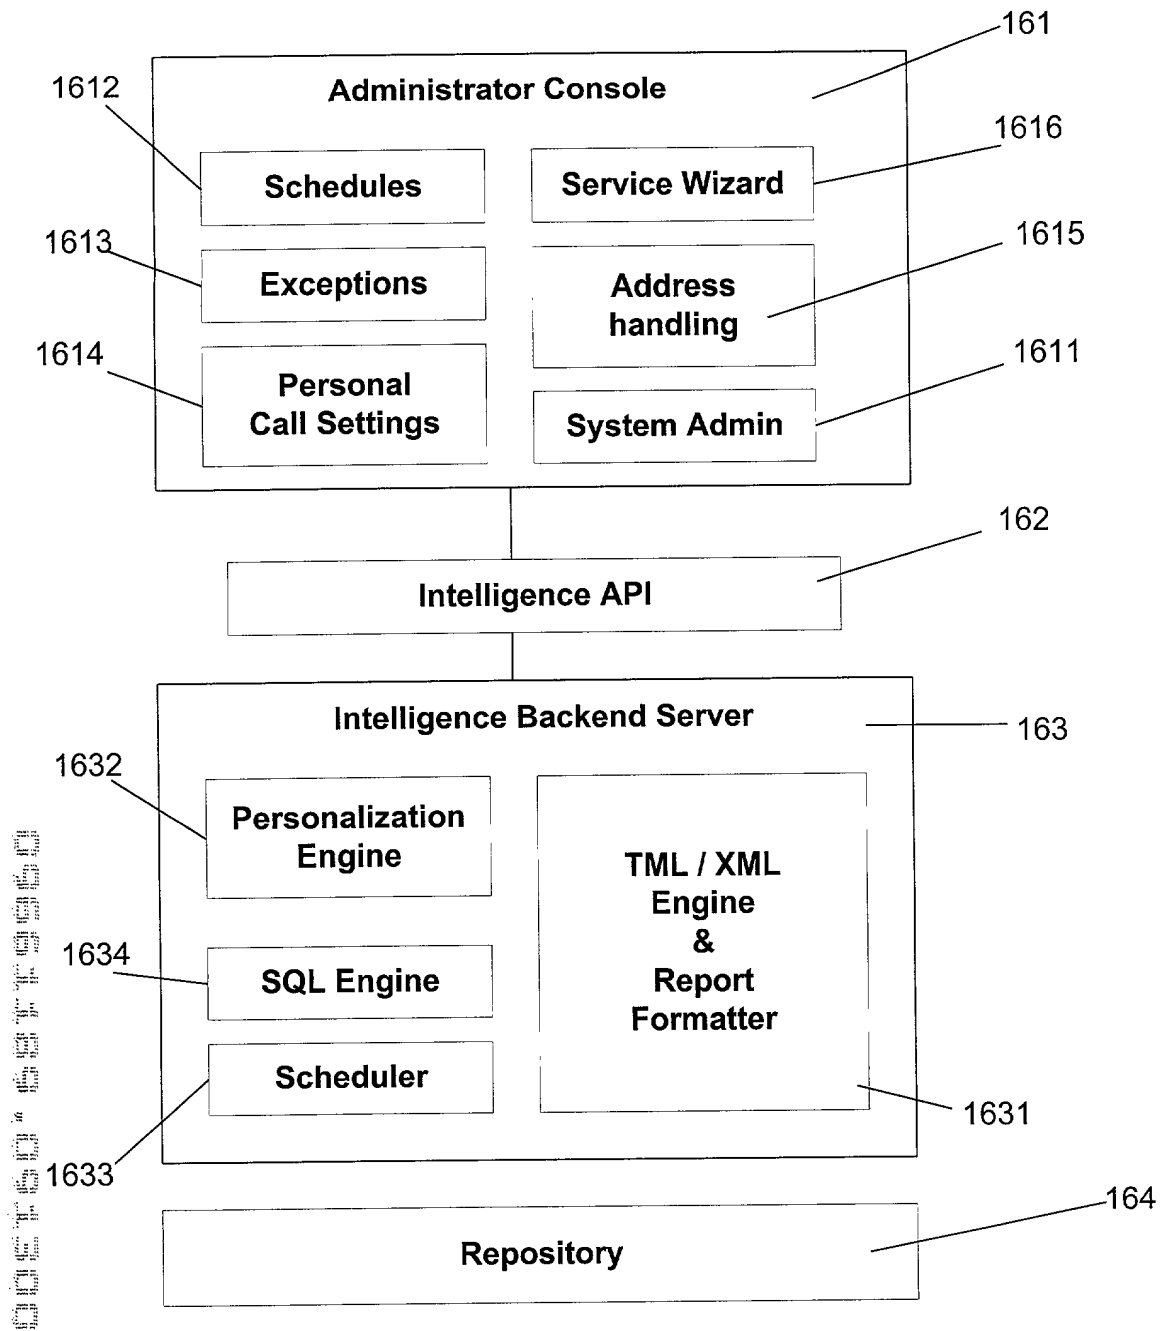 161
Administrator Console
1612
1616
Schedules
Service Wizard
1613
1615
Exceptions
Address
handling
1614
1611
Personal
Call Settings
System Admin
162
Intelligence API
Intelligence Backend Server
163
1632
Personalization
Engine
TML / XML
Engine
&
Report
Formatter
1634
SQL Engine
Scheduler
1631
1633
164
Repository